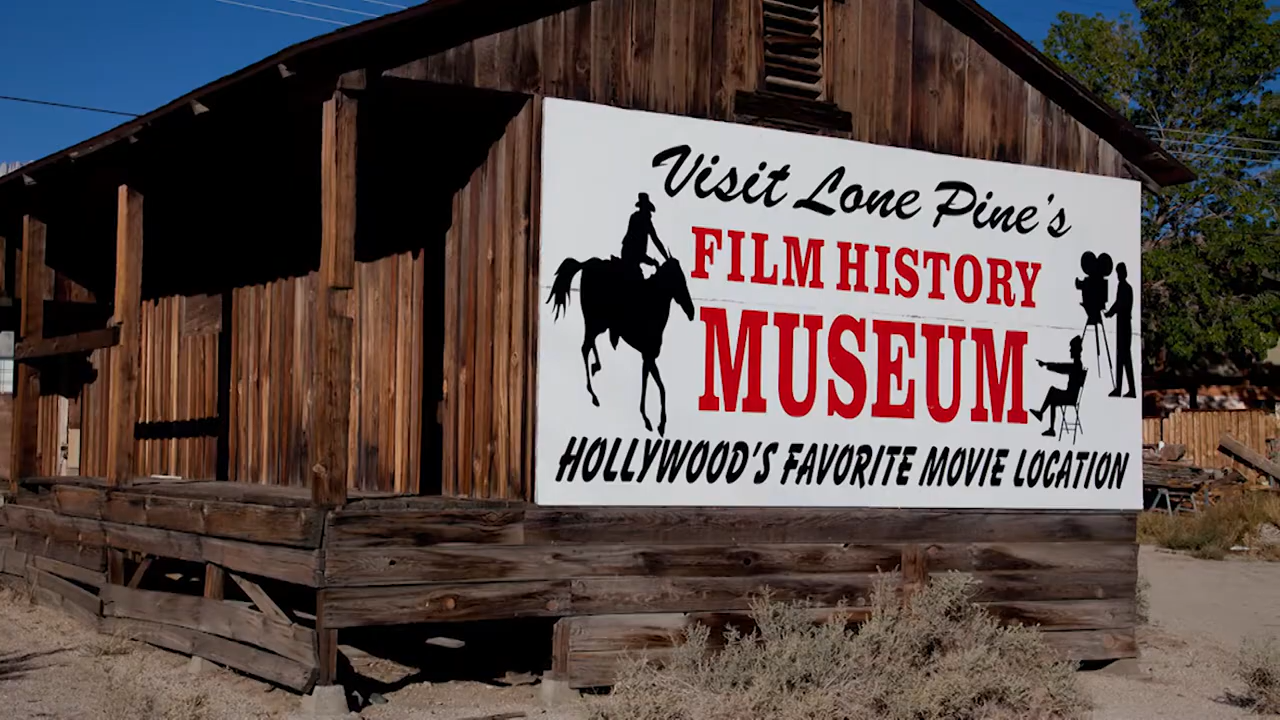 Visit Lone Pine's
FILM HISTORY
MUSEUM
HOLLYWOOD'S FAVORITE MOVIE LOCATION